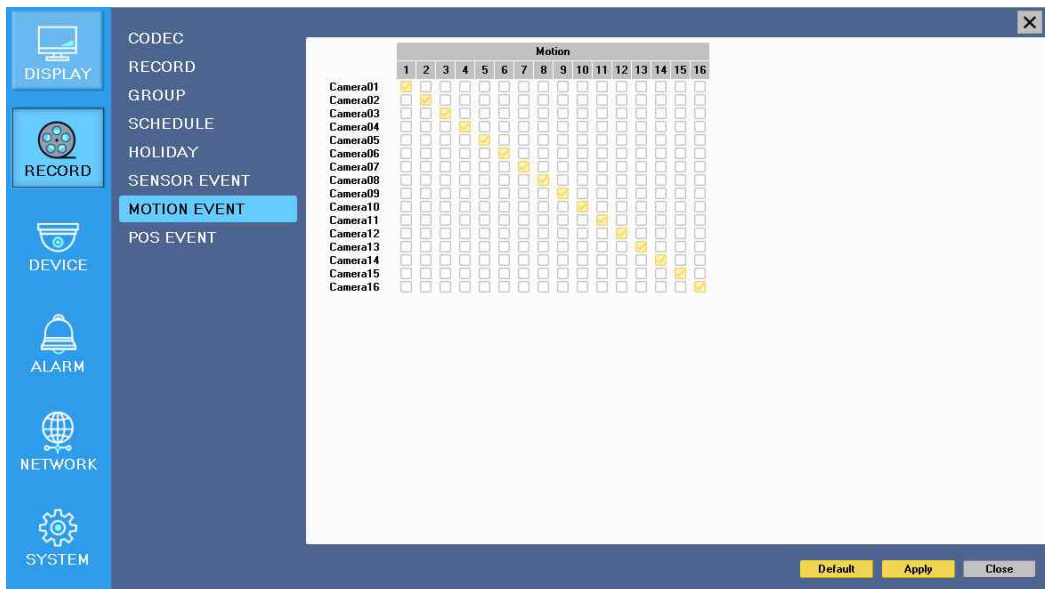 DISPLAY
RECORD
DEVICE
ALARM
NETWORK
SYSTEM
CODEC
RECORD
GROUP
SCHEDULE
HOLIDAY
SENSOR EVENT
MOTION EVENT
POS EVENT
Motion
1 2 3 4 5 6 7 8 9 10 11 12 13 14 15 16
Camera01
Camera02
Camera03
Camera04
Camera05
Camera06
Camera07
Camera08
Camera09
Camera10
Camera11
Camera12
Camera13
Camera14
Camera15
Camera16
Default Apply Close